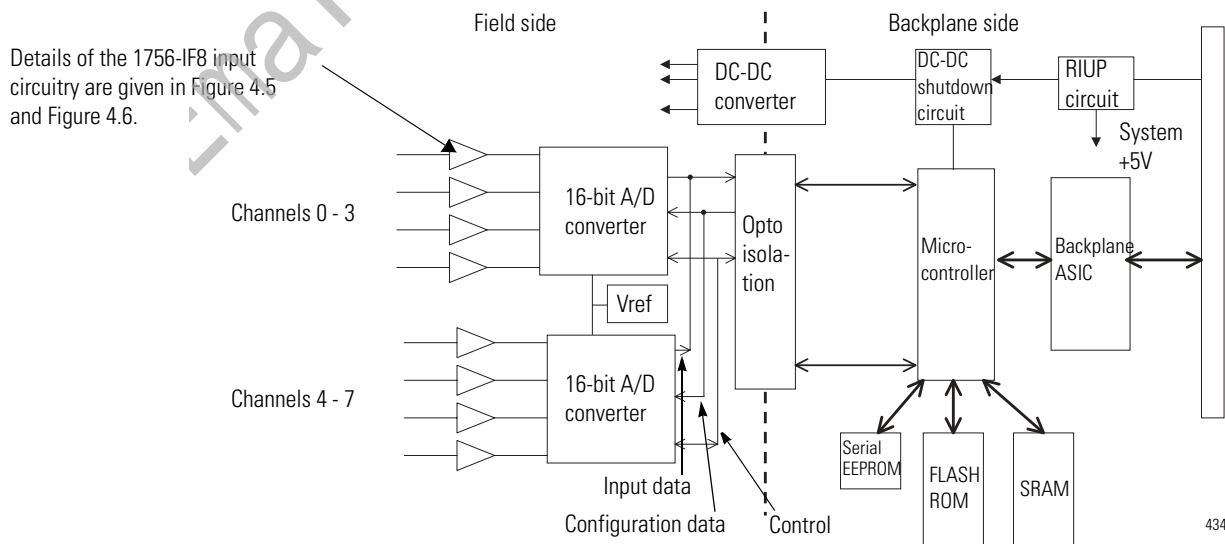 Field side
Backplane side
Details of the 1756-IF8 input
circuitry are given in Figure 4.5
and Figure 4.6.
DC-DC
converter
DC-DC
shutdown
circuit
RIUP
circuit
System
+5V
Channels 0 - 3
16-bit A/D
converter
Opto
isola-
tion
Micro-
controller
Backplane
ASIC
Vref
Channels 4 - 7
16-bit A/D
converter
Serial
EEPROM
FLASH
ROM
SRAM
Input data
Configuration data
Control
434